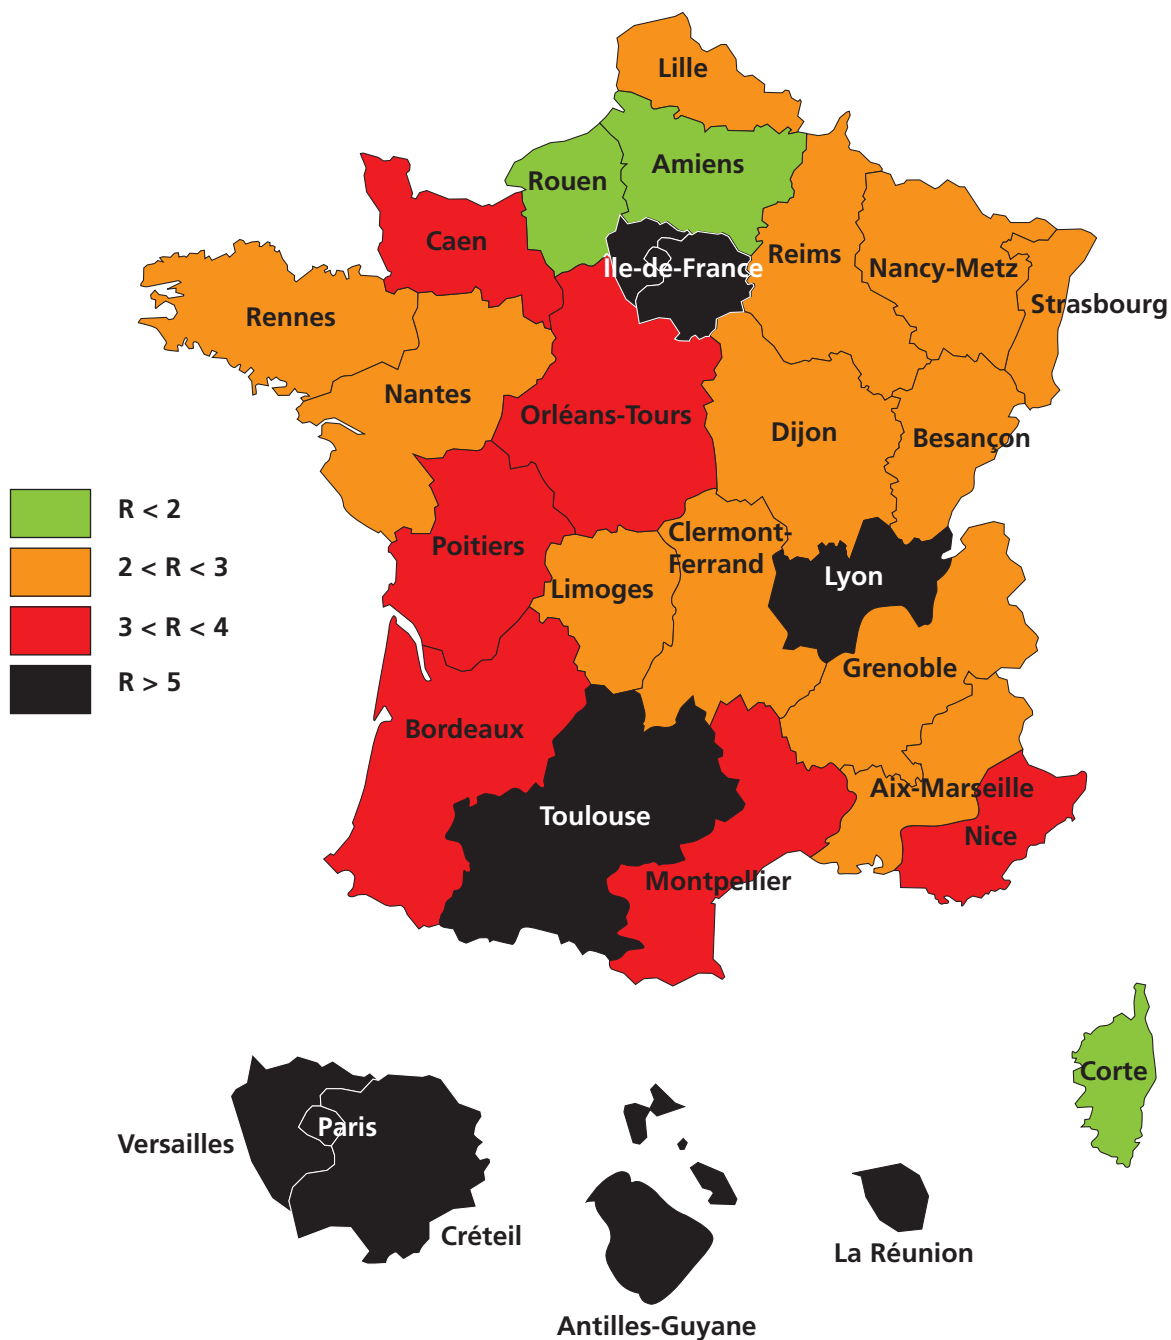 Lille
Amiens
Rouen
Caen
Île-de-France
Reims
Nancy-Metz
Strasbourg
Rennes
Nantes
Orléans-Tours
Dijon
Besançon
R < 2
2 < R < 3
3 < R < 4
R > 5
Poitiers
Clermont-
Ferrand
Limoges
Lyon
Grenoble
Bordeaux
Toulouse
Aix-Marseille
Nice
Montpellier
Corte
Versailles
Paris
Créteil
La Réunion
Antilles-Guyane